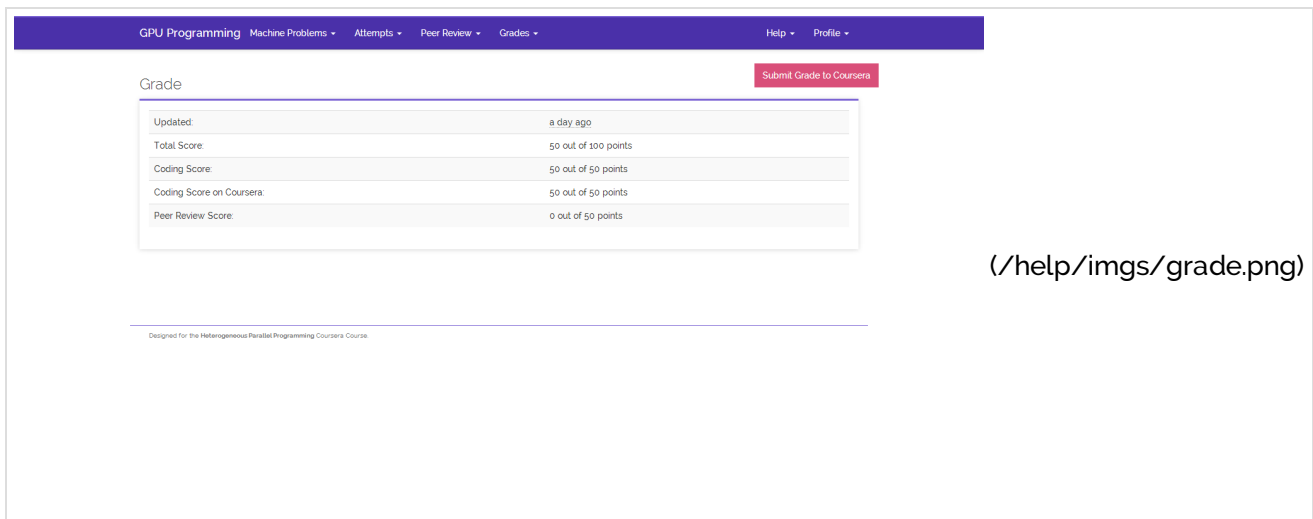 GPU Programming Machine Problems Attempts Peer Review Grades Help Profile
Submit Grade to Coursera
Grade
Updated: a day ago
Total Score: 50 out of 100 points
Coding Score: 50 out of 50 points
Coding Score on Coursera: 50 out of 50 points
Peer Review Score: 0 out of 50 points
(/help/imgs/grade.png)
Designed for the Heterogeneous Parallel Programming Coursera Course.